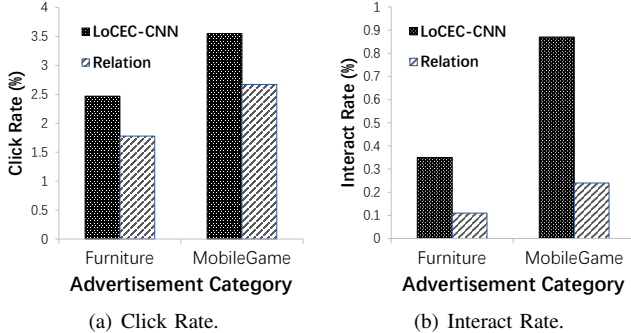 4
3.5
3
2.5
2
1.5
1
0.5
0
Click Rate (%)
LoCEC-CNN
Relation
Furniture
MobileGame
Advertisement Category
(a) Click Rate.
1
0.9
0.8
0.7
0.6
0.5
0.4
0.3
0.2
0.1
0
Interact Rate (%)
LoCEC-CNN
Relation
Furniture
MobileGame
Advertisement Category
(b) Interact Rate.